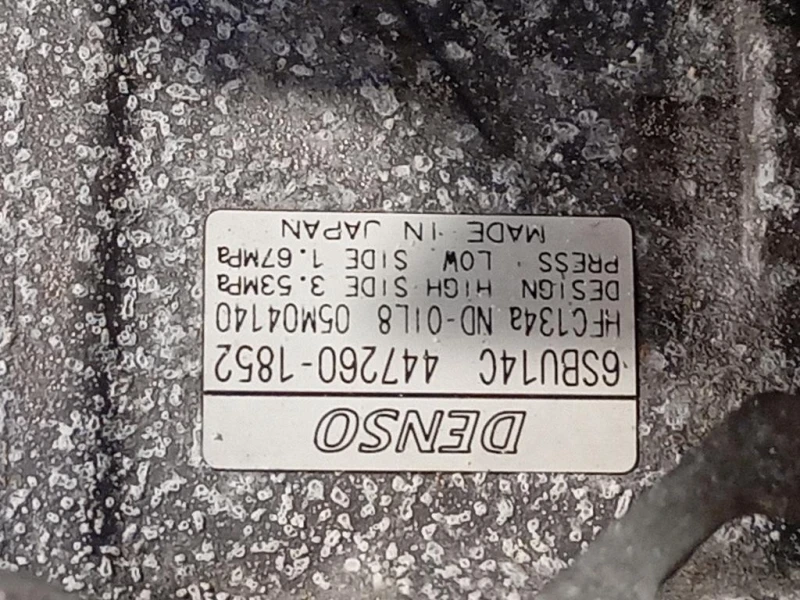 DENSO
6SBU14C 447260-1852
HFC134a ND-OIL8 05M04140
DESIGN HIGH SIDE 3.53MPa
PRESS. LOW SIDE 1.67MPa
MADE IN JAPAN